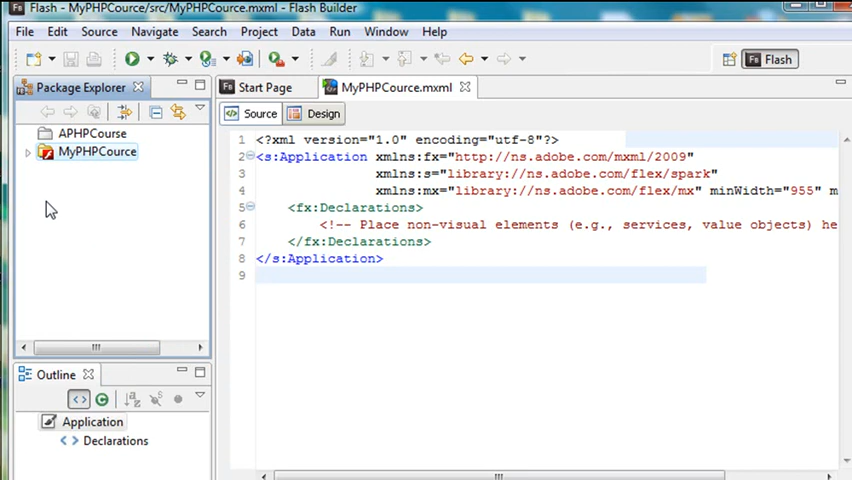 Flash - MyPHPCource/src/MyPHPCource.mxml - Flash Builder
File Edit Source Navigate Search Project Data Run Window Help
Fb Flash
Package Explorer
APHPCourse
MyPHPCource
Outline
Application
Declarations
Fb Start Page MyPHPCource.mxml
Source Design
1 <?xml version="1.0" encoding="utf-8"?>
2 <s:Application xmlns:fx="http://ns.adobe.com/mxml/2009"
3 xmlns:s="library://ns.adobe.com/flex/spark"
4 xmlns:mx="library://ns.adobe.com/flex/mx" minWidth="955" m
5 <fx:Declarations>
6 <!-- Place non-visual elements (e.g., services, value objects) he
7 </fx:Declarations>
8 </s:Application>
9